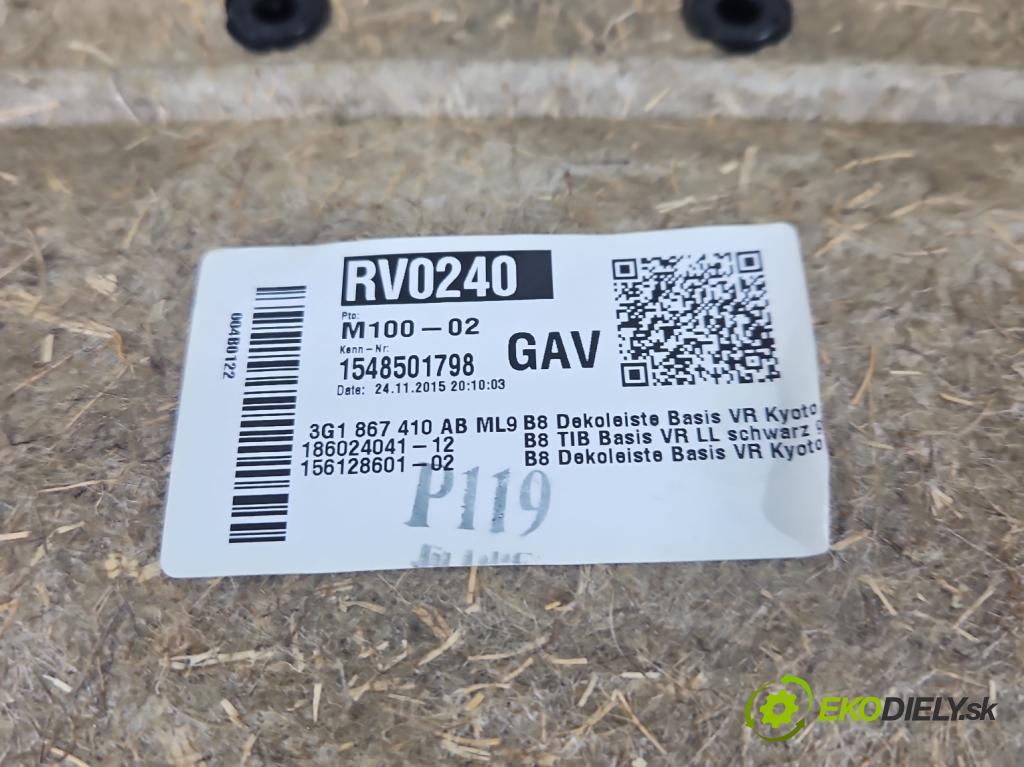 RV0240
Pto:
M100-02
Kenn-Nr:
1548501798
GAV
Date: 24.11.2015 20:10:03
00480122
3G1 867 410 AB ML9 B8 Dekoleiste Basis VR Kyoto
186024041-12 B8 TIB Basis VR LL schwarz
156128601-02 B8 Dekoleiste Basis VR Kyoto
P119
EKODIELY.sk